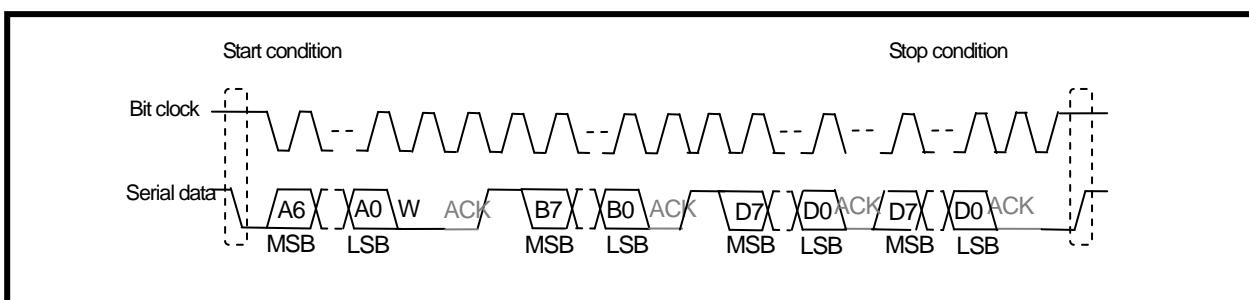 Start condition Stop condition
Bit clock
Serial data
A6 A0 W ACK B7 B0 ACK D7 D0 ACK D7 D0 ACK
MSB LSB MSB LSB MSB LSB MSB LSB